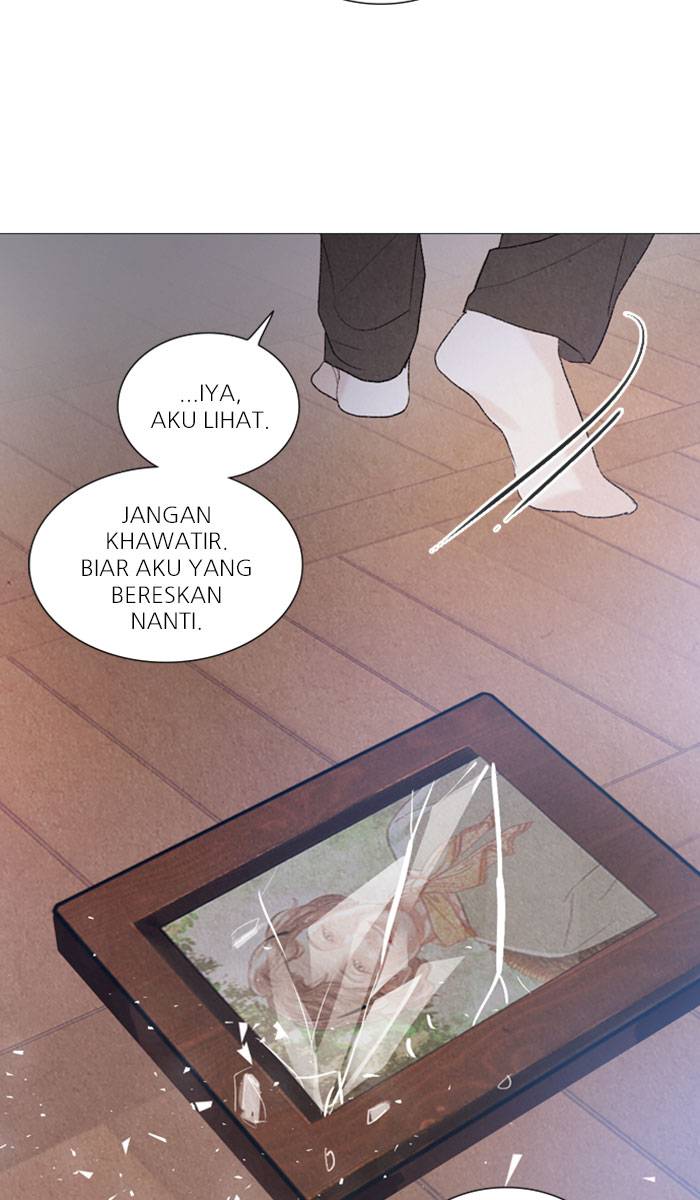 ...IYA,
AKU LIHAT.
JANGAN
KHAWATIR.
BIAR AKU YANG
BERESKAN
NANTI.